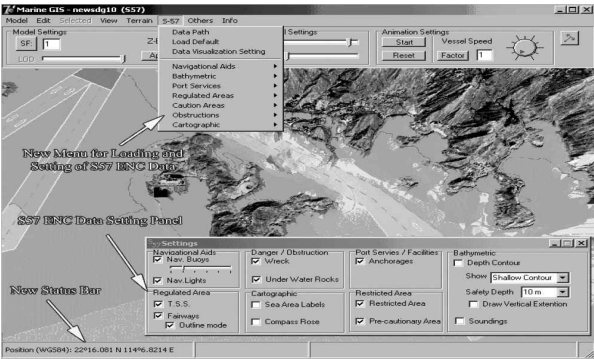 Marine GIS - newsdg10 (S57)
Model Edit Selected View Terrain S-57 Others Info
Model Settings
SF: 1
LOD
Settings
Animation Settings
Start Vessel Speed
Reset Factor 1
Data Path
Load Default
Data Visualization Setting
Navigational Aids
Bathymetric
Port Services
Regulated Areas
Caution Areas
Obstructions
Cartographic
New Menu for Loading and
Setting of S57 ENC Data
S57 ENC Data Setting Panel
New Status Bar
Settings
Navigational Aids
Nav. Buoys
Nav.Lights
Danger / Obstruction
Wreck
Under Water Rocks
Port Servies / Facilities
Anchorages
Bathymetric
Depth Contour
Show Shallow Contour
Safety Depth 10 m
Draw Vertical Extention
Soundings
Regulated Area
T.S.S.
Fairways
Outline mode
Cartographic
Sea Area Labels
Compass Rose
Restricted Area
Restricted Area
Pre-cautionary Area
Position (WGS84): 22º16.081 N 114º6.8214 E